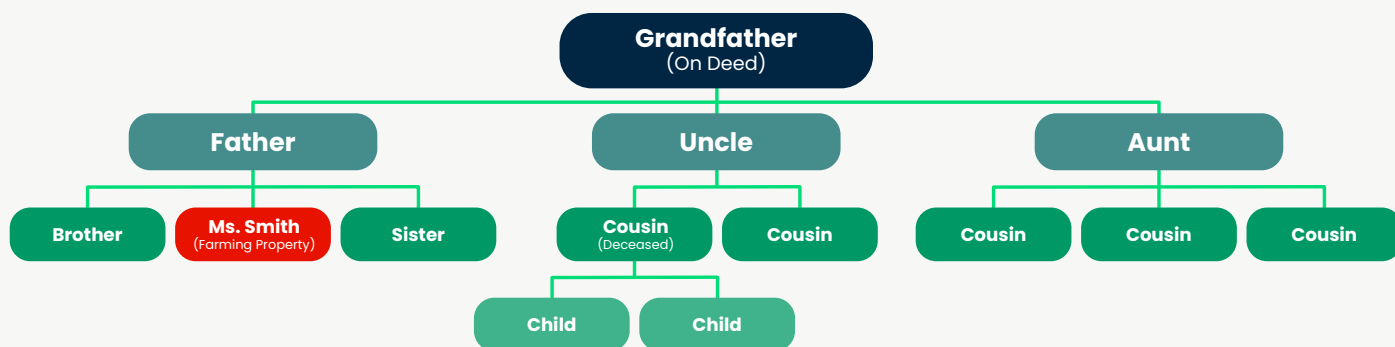 Grandfather
(On Deed)
Father
Uncle
Aunt
Brother
Ms. Smith
(Farming Property)
Sister
Cousin
(Deceased)
Cousin
Cousin
Cousin
Cousin
Child
Child